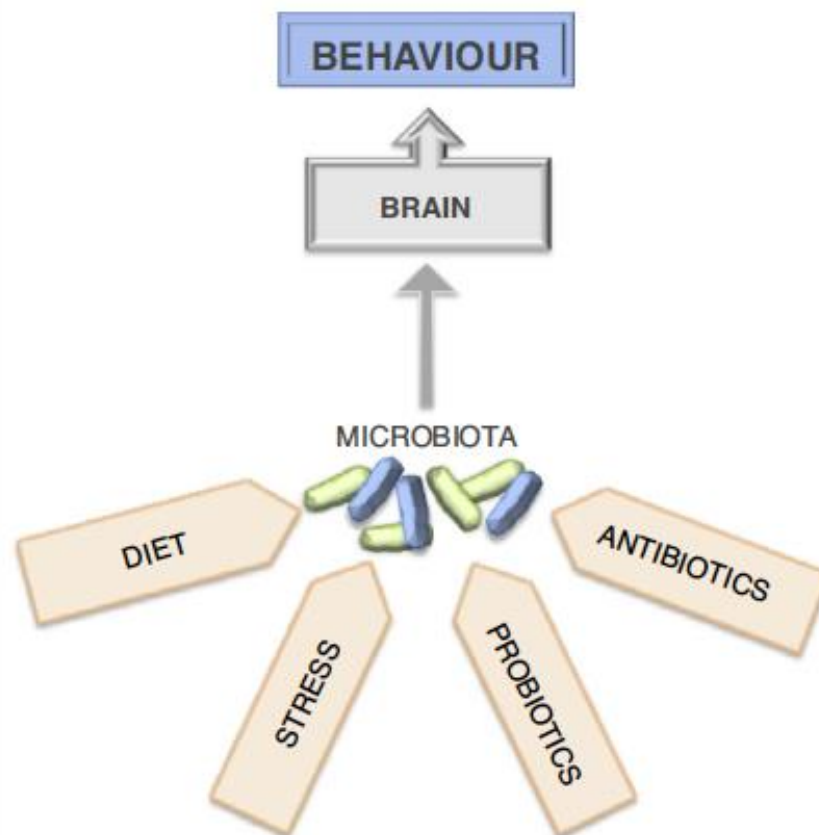 BEHAVIOUR
BRAIN
MICROBIOTA
DIET
STRESS
PROBIOTICS
ANTIBIOTICS